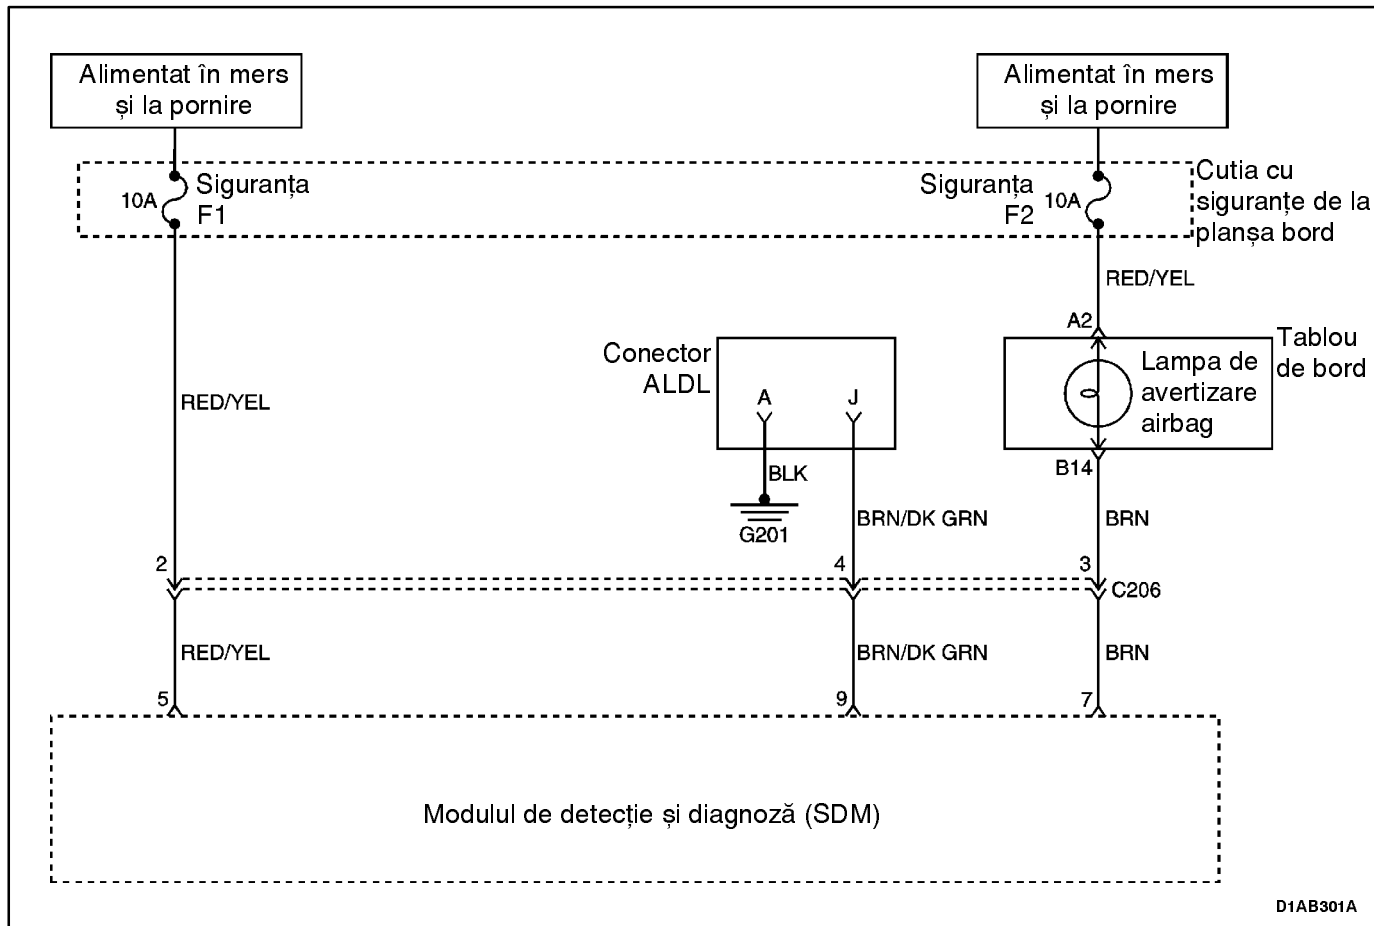 Alimentat în mers
și la pornire
Alimentat în mers
și la pornire
10A
Siguranța
F1
Siguranța
F2
10A
Cutia cu
siguranțe de la
planșa bord
RED/YEL
A2
Tablou
de bord
Conector
ALDL
A
J
Lampa de
avertizare
airbag
RED/YEL
BLK
B14
G201
BRN/DK GRN
BRN
2
4
3
C206
RED/YEL
BRN/DK GRN
BRN
5
9
7
Modulul de detecție și diagnoză (SDM)
D1AB301A